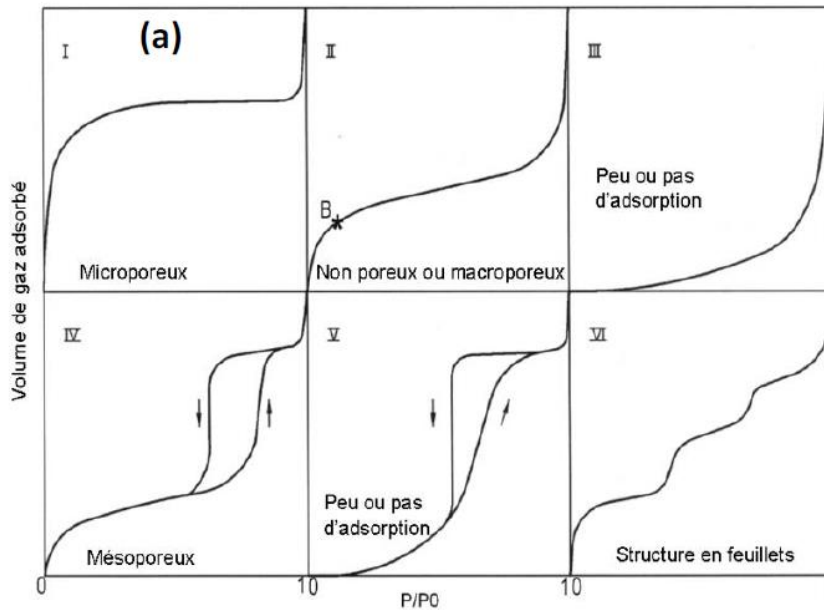 (a)
I
II
III
B
Microporeux
Non poreux ou macroporeux
Peu ou pas
d'adsorption
Volume de gaz adsorbé
IV
V
VI
Mésoporeux
Peu ou pas
d'adsorption
Structure en feuillets
0
10
10
P/P0